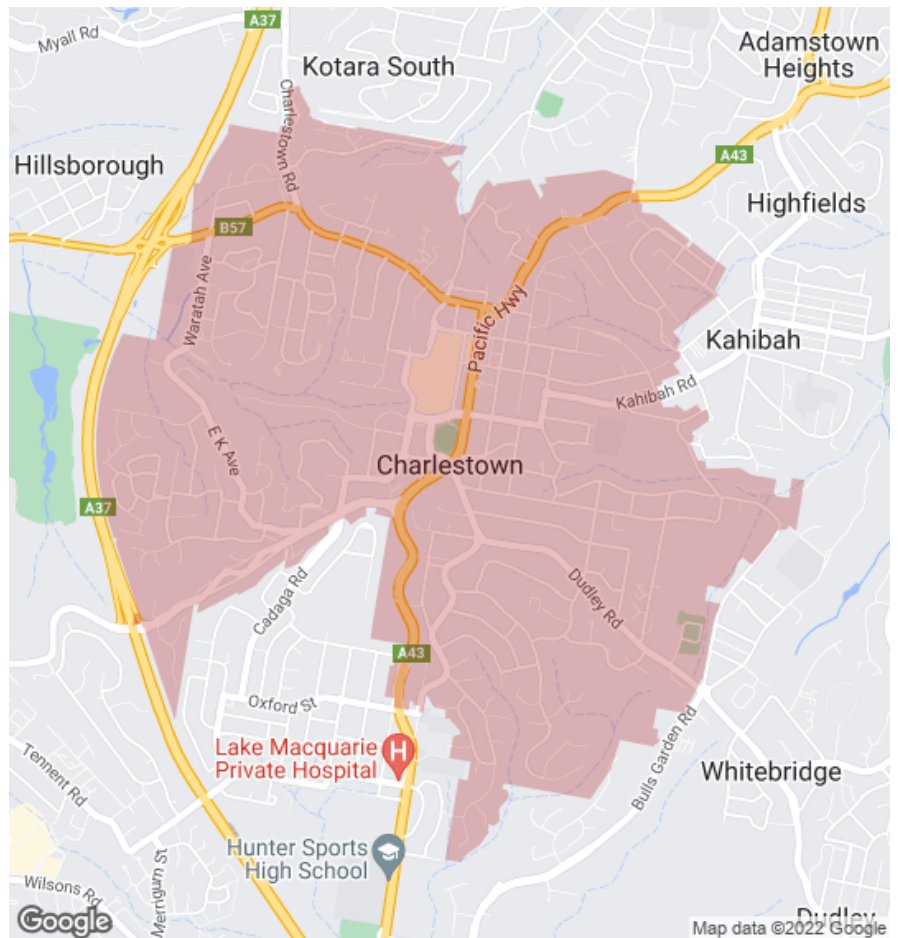 A37
Myall Rd
Kotara South
Adamstown
Heights
Charlestown Rd
A43
Hillsborough
Highfields
B57
Waratah Ave
Pacific Hwy
Kahibah
Kahibah Rd
E K Ave
Charlestown
A37
Cadaga Rd
Dudley Rd
A43
Oxford St
Lake Macquarie
Private Hospital
H
Tennent Rd
Bulls Garden Rd
Whitebridge
Hunter Sports
High School
Wilsons Rd
Merrigum St
Dudley
Google
Map data ©2022 Google